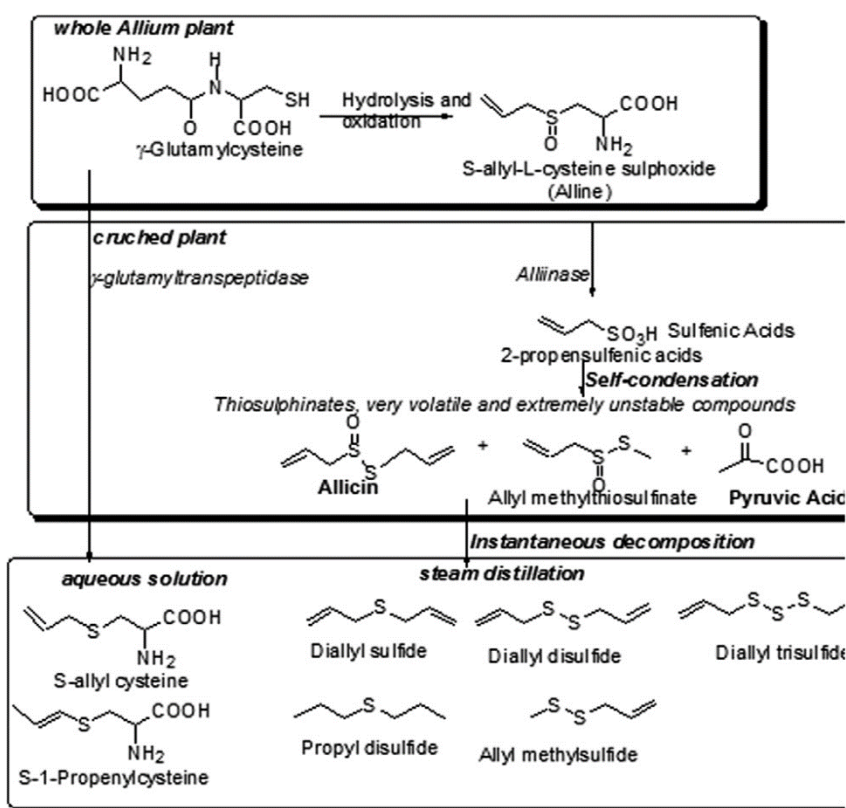 whole Allium plant
NH2
H
HOOC
N
SH
O
COOH
γ-Glutamylcysteine
Hydrolysis and
oxidation
COOH
S
O
NH2
S-allyl-L-cysteine sulphoxide
(Alline)
cruched plant
γ-glutamyltranspeptidase
Alliinase
SO3H Sulfenic Acids
2-propensulfenic acids
Self-condensation
Thiosulphinates, very volatile and extremely unstable compounds
O
S
S
Allicin
+
S
S
O
Allyl methylthiosulfinate
+
O
COOH
Pyruvic Acid
Instantaneous decomposition
aqueous solution
steam distillation
S
COOH
NH2
S-allyl cysteine
S
Diallyl sulfide
S
S
Diallyl disulfide
S
S
S
Diallyl trisulfide
S
COOH
NH2
S-1-Propenylcysteine
S
Propyl disulfide
S
S
Allyl methylsulfide